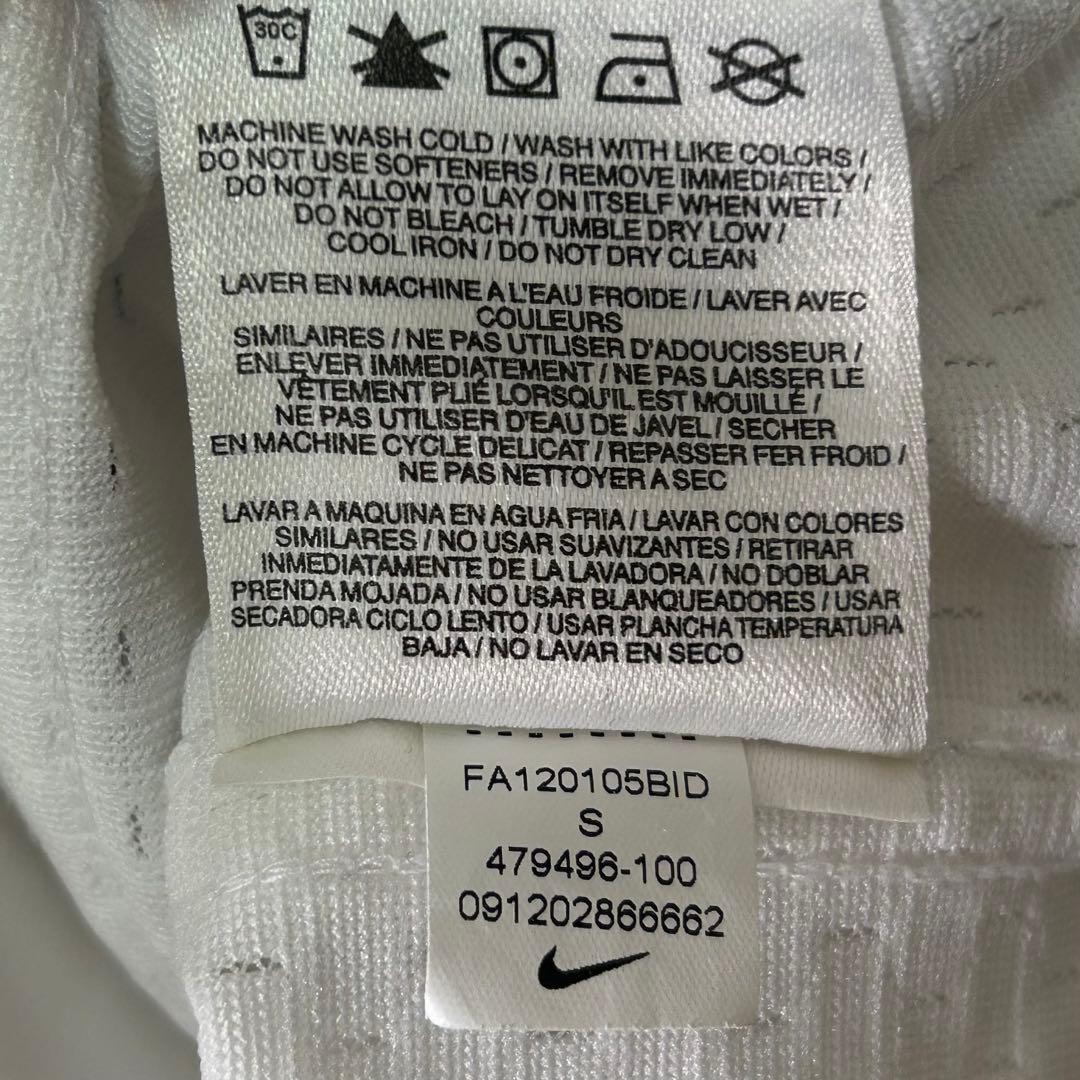 30C
MACHINE WASH COLD / WASH WITH LIKE COLORS /
DO NOT USE SOFTENERS / REMOVE IMMEDIATELY /
DO NOT ALLOW TO LAY ON ITSELF WHEN WET /
DO NOT BLEACH / TUMBLE DRY LOW /
COOL IRON / DO NOT DRY CLEAN
LAVER EN MACHINE A L'EAU FROIDE / LAVER AVEC
COULEURS
SIMILAIRES / NE PAS UTILISER D'ADOUCISSEUR /
ENLEVER IMMEDIATEMENT / NE PAS LAISSER LE
VÊTEMENT PLIÉ LORSQU'IL EST MOUILLÉ /
NE PAS UTILISER D'EAU DE JAVEL / SECHER
EN MACHINE CYCLE DELICAT / REPASSER FER FROID /
NE PAS NETTOYER A SEC
LAVAR A MAQUINA EN AGUA FRIA / LAVAR CON COLORES
SIMILARES / NO USAR SUAVIZANTES / RETIRAR
INMEDIATAMENTE DE LA LAVADORA / NO DOBLAR
PRENDA MOJADA / NO USAR BLANQUEADORES / USAR
SECADORA CICLO LENTO / USAR PLANCHA TEMPERATURA
BAJA / NO LAVAR EN SECO
FA120105BID
S
479496-100
091202866662